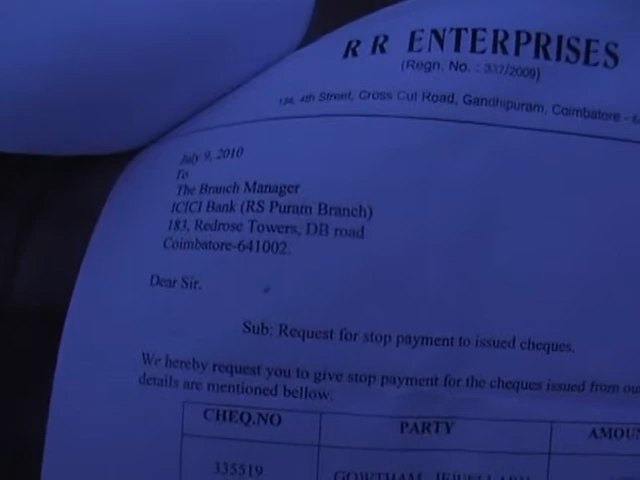 R R ENTERPRISES
(Regn. No. : 337/2009)
134, 4th Street, Cross Cut Road, Gandhipuram, Coimbatore -
July 9, 2010
To
The Branch Manager
ICICI Bank (RS Puram Branch)
183, Redrose Towers, DB road
Coimbatore-641002.
Dear Sir.
Sub: Request for stop payment to issued cheques.
We hereby request you to give stop payment for the cheques issued from our
details are mentioned bellow.
CHEQ.NO PARTY AMOUN
335519 GOWTHAM